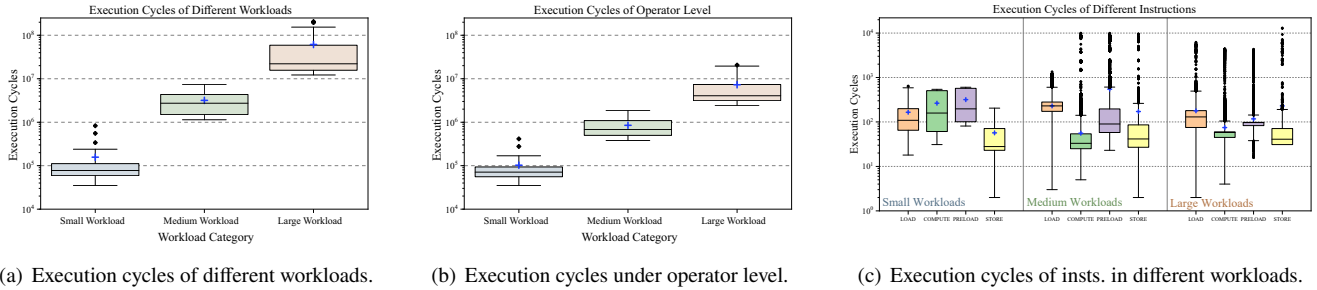 Execution Cycles of Different Workloads
Execution Cycles
10^8
10^7
10^6
10^5
10^4
Small Workload Medium Workload Large Workload
Workload Category
(a) Execution cycles of different workloads.
Execution Cycles of Operator Level
Execution Cycles
10^8
10^7
10^6
10^5
10^4
Small Workload Medium Workload Large Workload
Workload Category
(b) Execution cycles under operator level.
Execution Cycles of Different Instructions
Execution Cycles
10^4
10^3
10^2
10^1
10^0
Small Workloads Medium Workloads Large Workloads
LOAD COMPUTE PRELOAD STORE LOAD COMPUTE PRELOAD STORE LOAD COMPUTE PRELOAD STORE
(c) Execution cycles of insts. in different workloads.